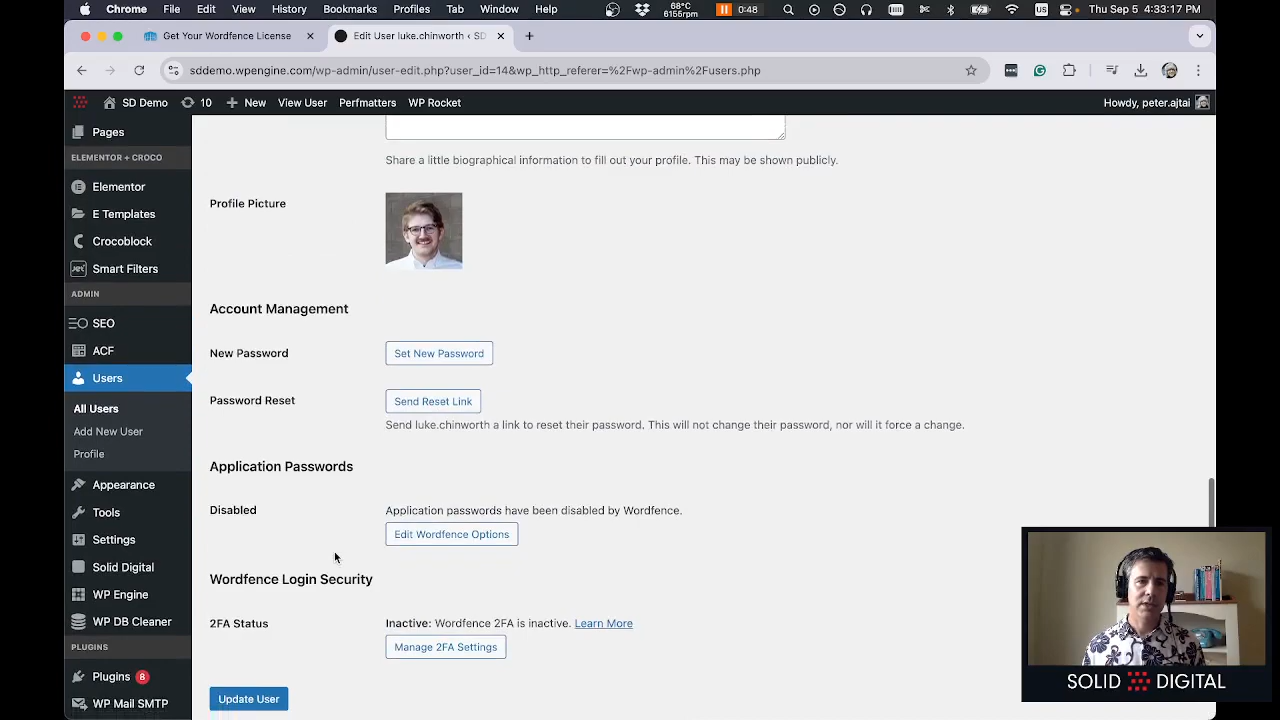 Chrome File Edit View History Bookmarks Profiles Tab Window Help 68°C 6155rpm 0:48 US Thu Sep 5 4:33:17 PM
Get Your Wordfence License Edit User luke.chinworth ‹ SD
sddemo.wpengine.com/wp-admin/user-edit.php?user_id=14&wp_http_referer=%2Fwp-admin%2Fusers.php
SD Demo 10 New View User Perfmatters WP Rocket Howdy, peter.ajtai
Pages
ELEMENTOR + CROCO
Elementor
E Templates
Crocoblock
Smart Filters
ADMIN
SEO
ACF
Users
All Users
Add New User
Profile
Appearance
Tools
Settings
Solid Digital
WP Engine
WP DB Cleaner
PLUGINS
Plugins 8
WP Mail SMTP
Share a little biographical information to fill out your profile. This may be shown publicly.
Profile Picture
Account Management
New Password Set New Password
Password Reset Send Reset Link
Send luke.chinworth a link to reset their password. This will not change their password, nor will it force a change.
Application Passwords
Disabled Application passwords have been disabled by Wordfence.
Edit Wordfence Options
Wordfence Login Security
2FA Status Inactive: Wordfence 2FA is inactive. Learn More
Manage 2FA Settings
Update User
SOLID DIGITAL